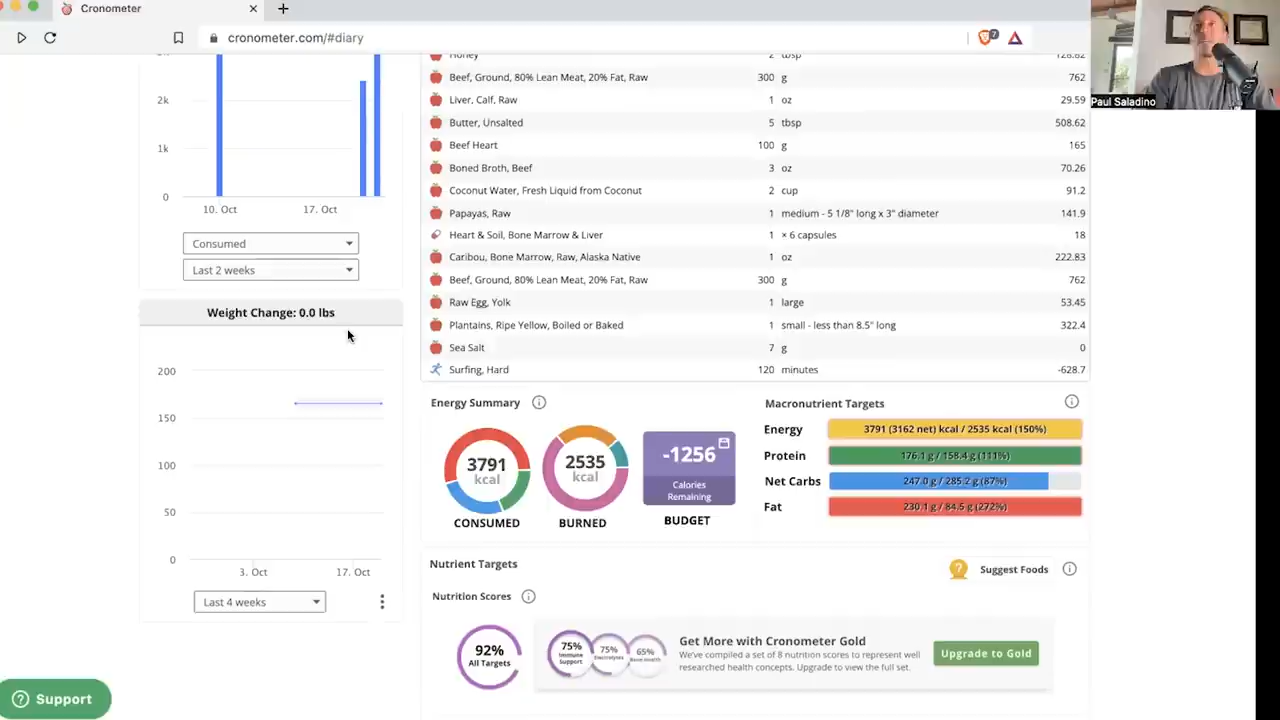 Cronometer
cronometer.com/#diary
Paul Saladino
2k
1k
0
10. Oct 17. Oct
Consumed
Last 2 weeks
Weight Change: 0.0 lbs
200
150
100
50
0
3. Oct 17. Oct
Last 4 weeks
Support
Honey 2 tbsp 128.82
Beef, Ground, 80% Lean Meat, 20% Fat, Raw 300 g 762
Liver, Calf, Raw 1 oz 29.59
Butter, Unsalted 5 tbsp 508.62
Beef Heart 100 g 165
Boned Broth, Beef 3 oz 70.26
Coconut Water, Fresh Liquid from Coconut 2 cup 91.2
Papayas, Raw 1 medium - 5 1/8" long x 3" diameter 141.9
Heart & Soil, Bone Marrow & Liver 1 × 6 capsules 18
Caribou, Bone Marrow, Raw, Alaska Native 1 oz 222.83
Beef, Ground, 80% Lean Meat, 20% Fat, Raw 300 g 762
Raw Egg, Yolk 1 large 53.45
Plantains, Ripe Yellow, Boiled or Baked 1 small - less than 8.5" long 322.4
Sea Salt 7 g 0
Surfing, Hard 120 minutes -628.7
Energy Summary
3791
kcal
CONSUMED
2535
kcal
BURNED
-1256
Calories
Remaining
BUDGET
Macronutrient Targets
Energy 3791 (3162 net) kcal / 2535 kcal (150%)
Protein 176.1 g / 158.4 g (111%)
Net Carbs 247.0 g / 285.2 g (87%)
Fat 230.1 g / 84.5 g (272%)
Nutrient Targets
Suggest Foods
Nutrition Scores
92%
All Targets
75%
Immune
Support
75%
Electrolytes
65%
Bone Health
Get More with Cronometer Gold
We've compiled a set of 8 nutrition scores to represent well
researched health concepts. Upgrade to view the full set.
Upgrade to Gold